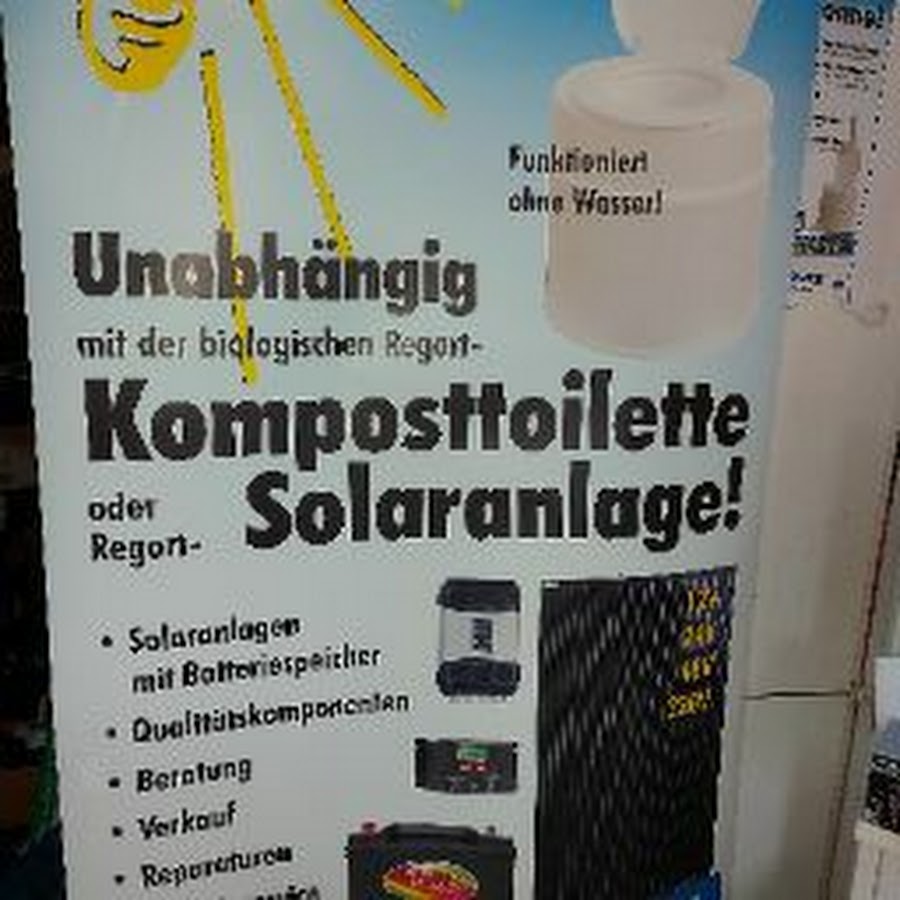 Funktioniert
ohne Wasser!
Unabhängig
mit der biologischen Regort-
Komposttoilette
oder
Regort- Solaranlage!
• Solaranlagen
mit Batteriespeicher
• Qualitätskomponenten
• Beratung
• Verkauf
• Reparaturen